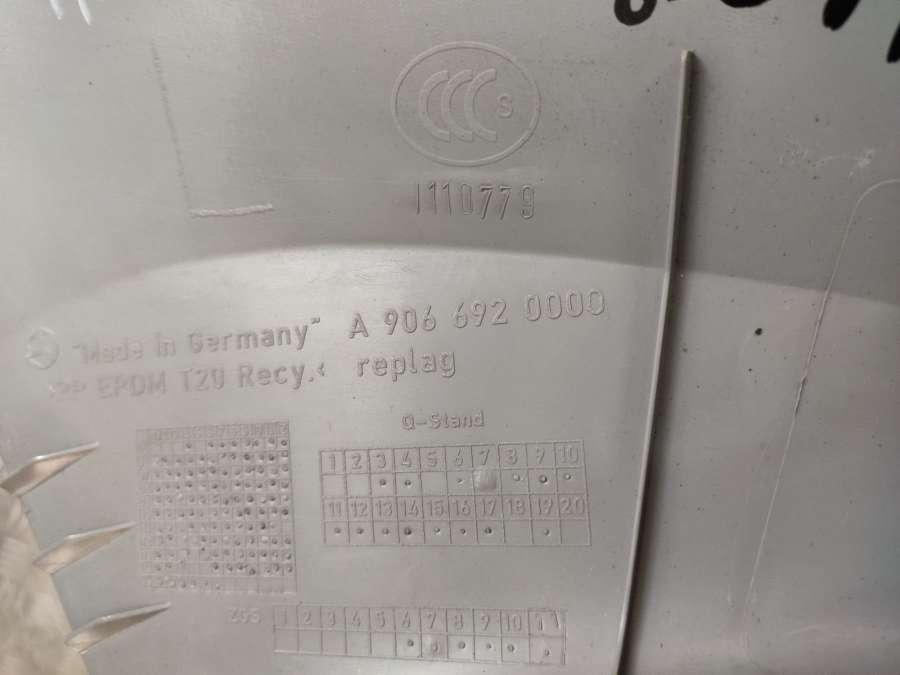 CCC S
1110779
"Made in Germany" A 906 692 0000
>PP EPDM T20 Recy.< replag
Q-Stand
1 2 3 4 5 6 7 8 9 10
11 12 13 14 15 16 17 18 19 20
1 2 3 4 5 6 7 8 9 10 11